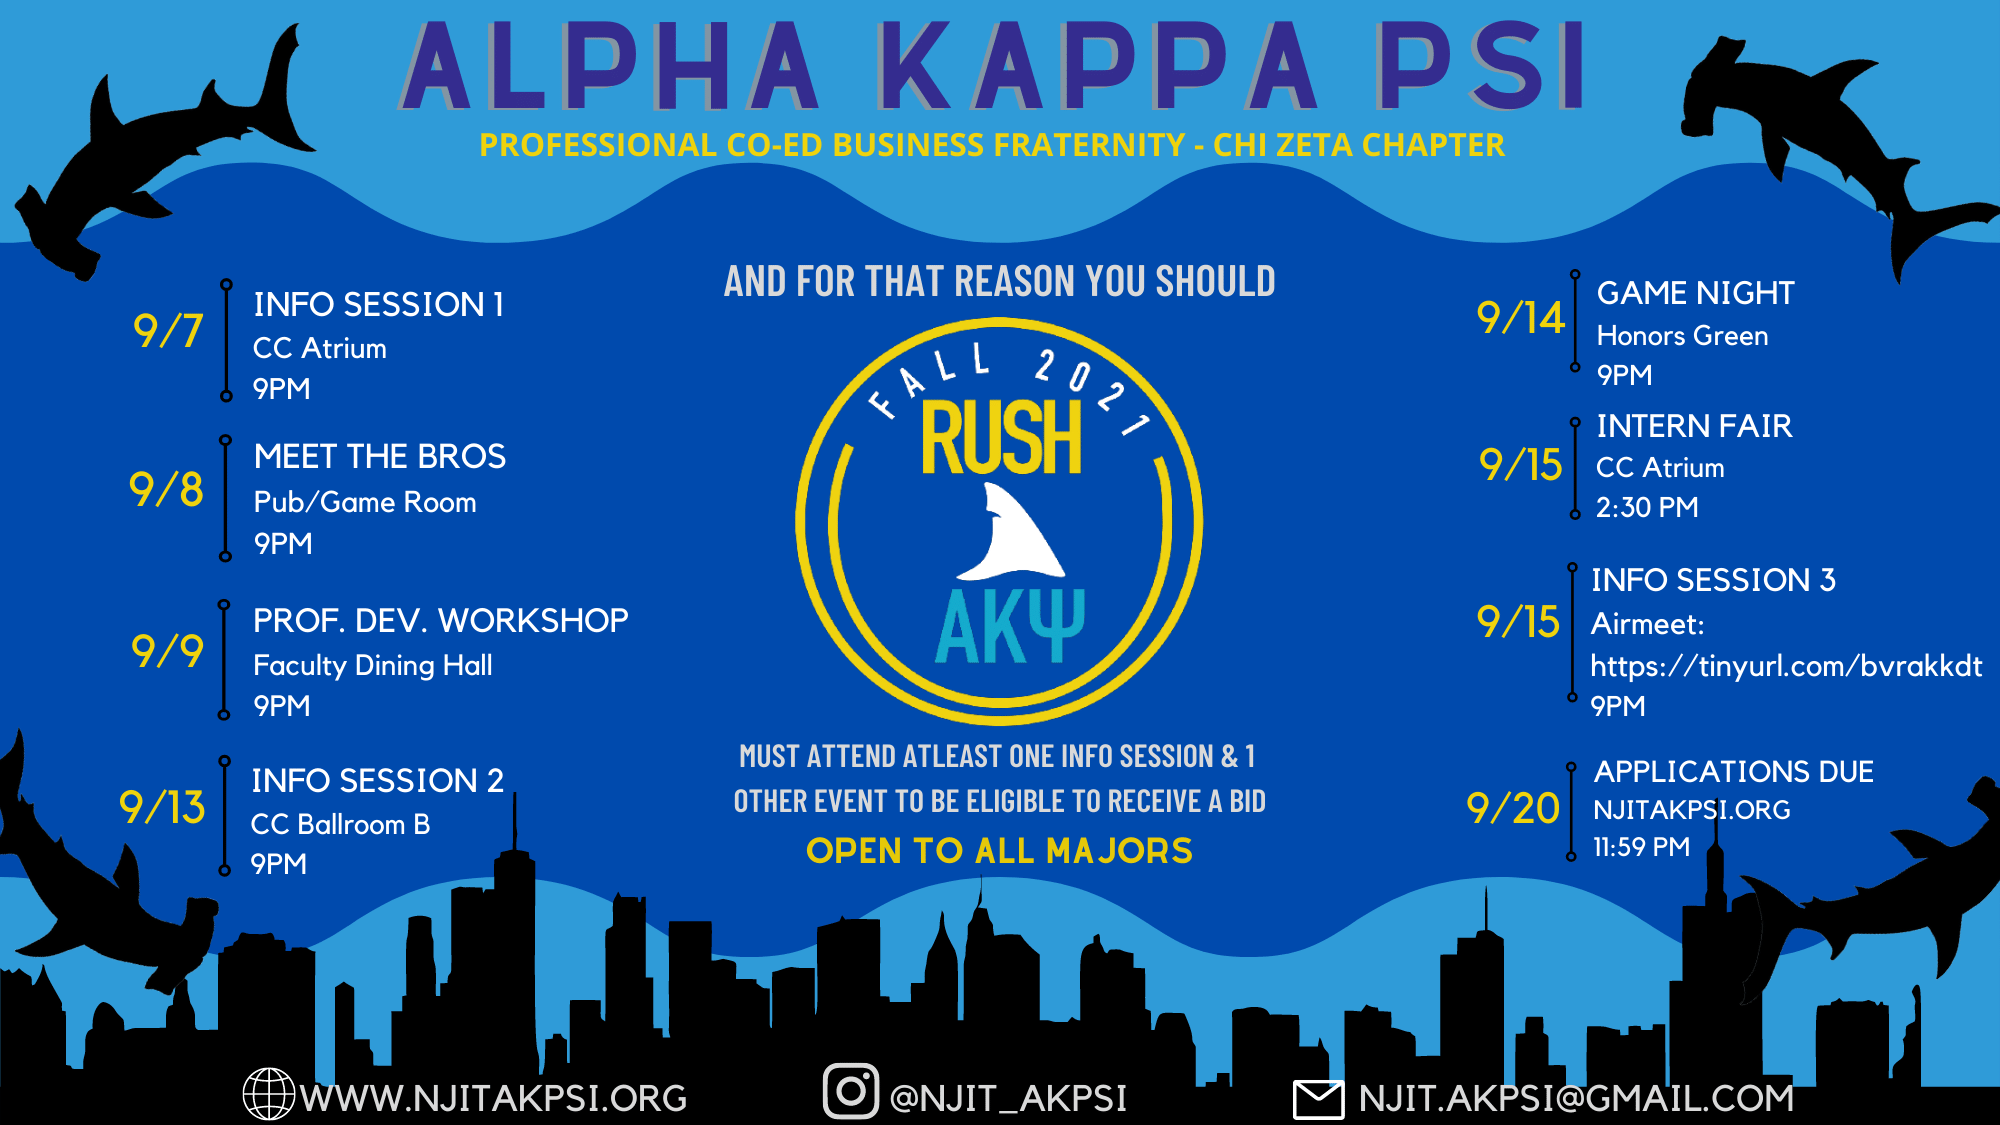 ALPHA KAPPA PSI
PROFESSIONAL CO-ED BUSINESS FRATERNITY - CHI ZETA CHAPTER
9/7
INFO SESSION 1
CC Atrium
9PM
9/8
MEET THE BROS
Pub/Game Room
9PM
9/9
PROF. DEV. WORKSHOP
Faculty Dining Hall
9PM
9/13
INFO SESSION 2
CC Ballroom B
9PM
AND FOR THAT REASON YOU SHOULD
FALL 2021
RUSH
ΑΚΨ
MUST ATTEND ATLEAST ONE INFO SESSION & 1
OTHER EVENT TO BE ELIGIBLE TO RECEIVE A BID
OPEN TO ALL MAJORS
9/14
GAME NIGHT
Honors Green
9PM
9/15
INTERN FAIR
CC Atrium
2:30 PM
9/15
INFO SESSION 3
Airmeet:
https://tinyurl.com/bvrakkdt
9PM
9/20
APPLICATIONS DUE
NJITAKPSI.ORG
11:59 PM
WWW.NJITAKPSI.ORG
@NJIT_AKPSI
NJIT.AKPSI@GMAIL.COM